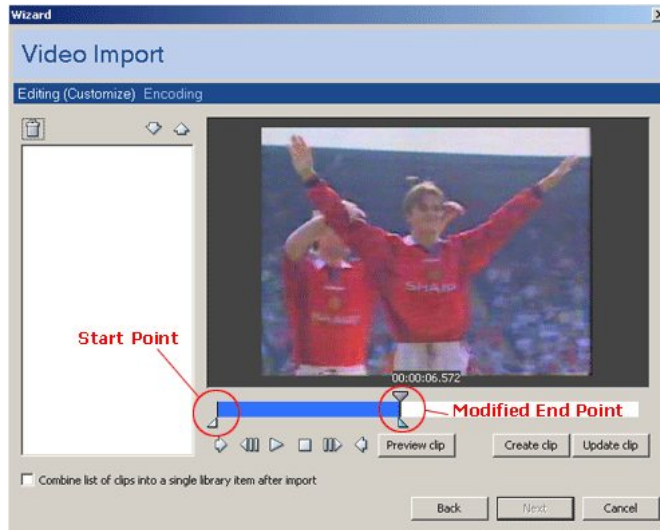 Wizard
Video Import
Editing (Customize) Encoding
SHARP
SHARP
00:00:06.572
Start Point
Modified End Point
Preview clip
Create clip
Update clip
Combine list of clips into a single library item after import
Back
Next
Cancel